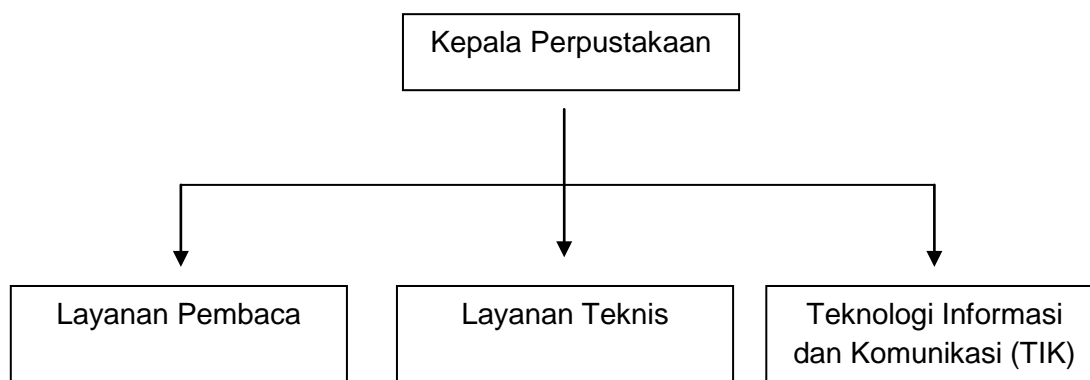 Kepala Perpustakaan
Layanan Pembaca
Layanan Teknis
Teknologi Informasi
dan Komunikasi (TIK)